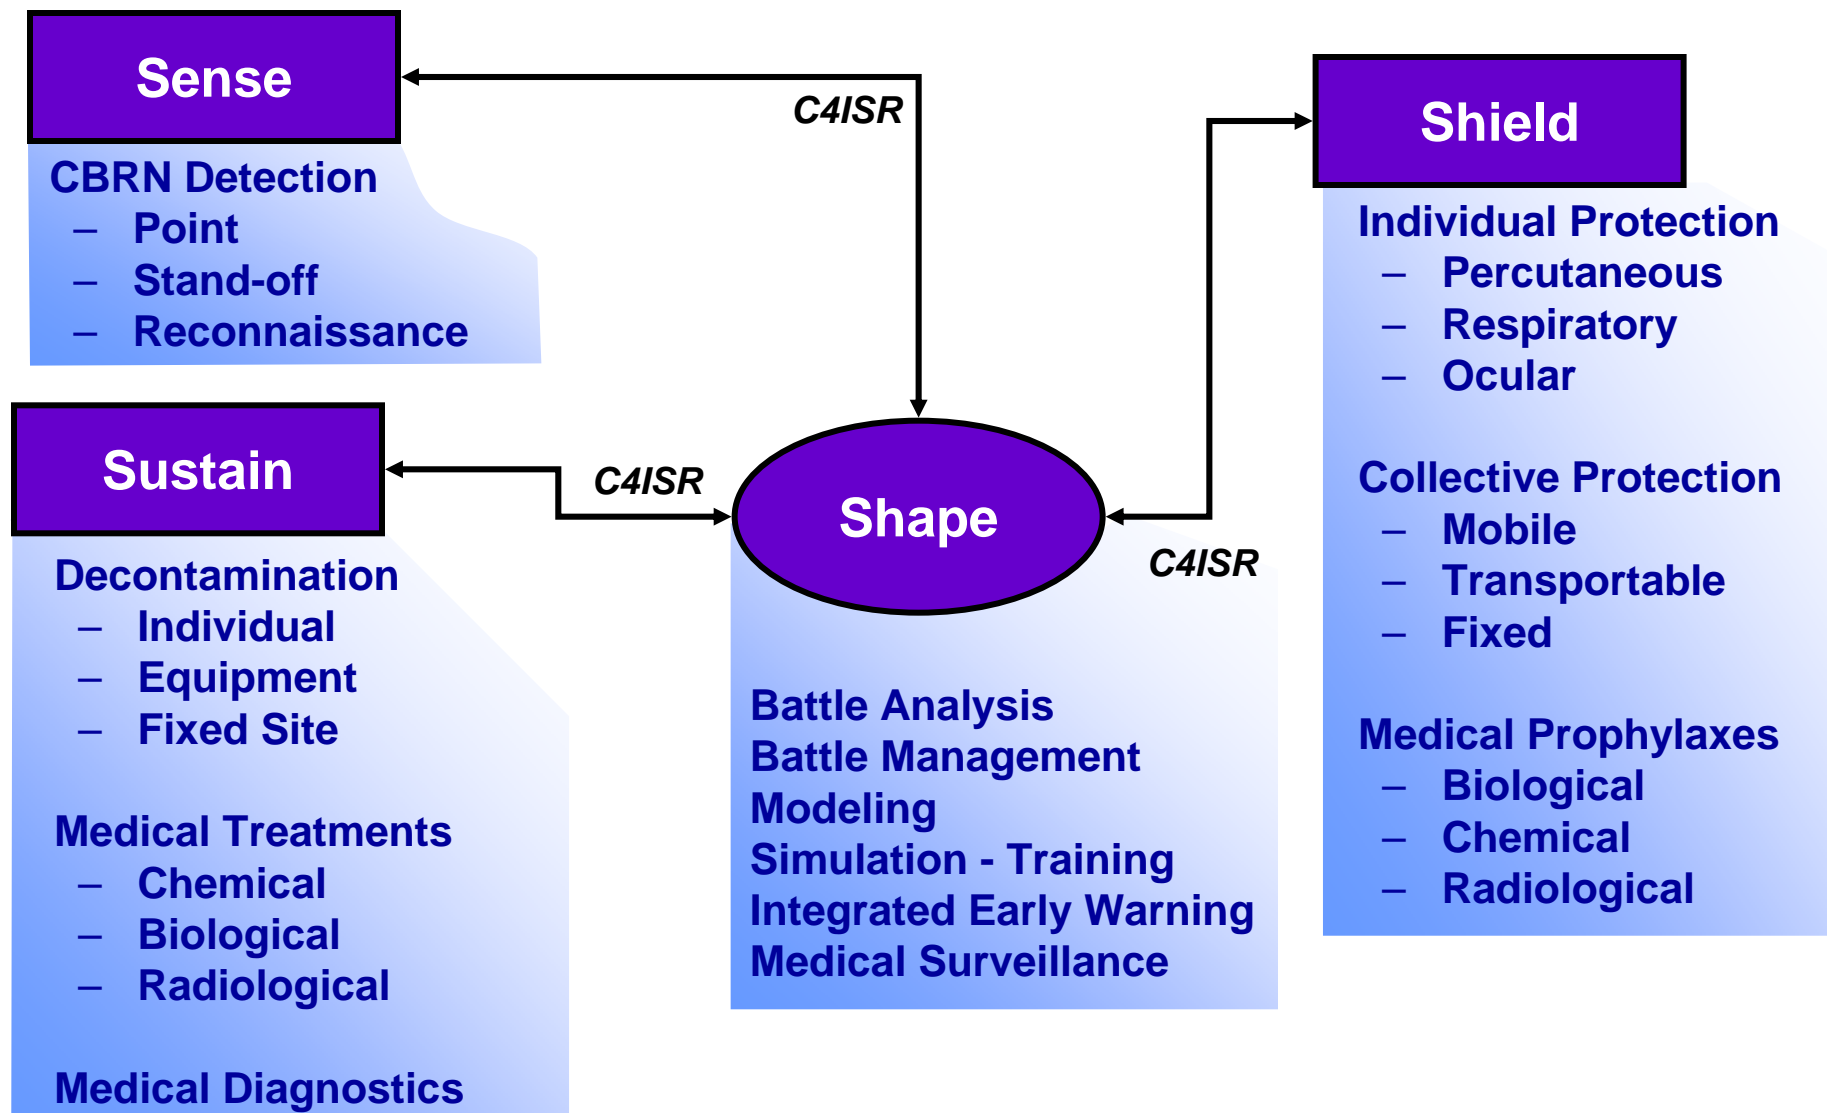 Sense
C4ISR
CBRN Detection
– Point
– Stand-off
– Reconnaissance
Shield
Individual Protection
– Percutaneous
– Respiratory
– Ocular
Collective Protection
– Mobile
– Transportable
– Fixed
Medical Prophylaxes
– Biological
– Chemical
– Radiological
Sustain
C4ISR
Decontamination
– Individual
– Equipment
– Fixed Site
Medical Treatments
– Chemical
– Biological
– Radiological
Medical Diagnostics
Shape
C4ISR
Battle Analysis
Battle Management
Modeling
Simulation - Training
Integrated Early Warning
Medical Surveillance